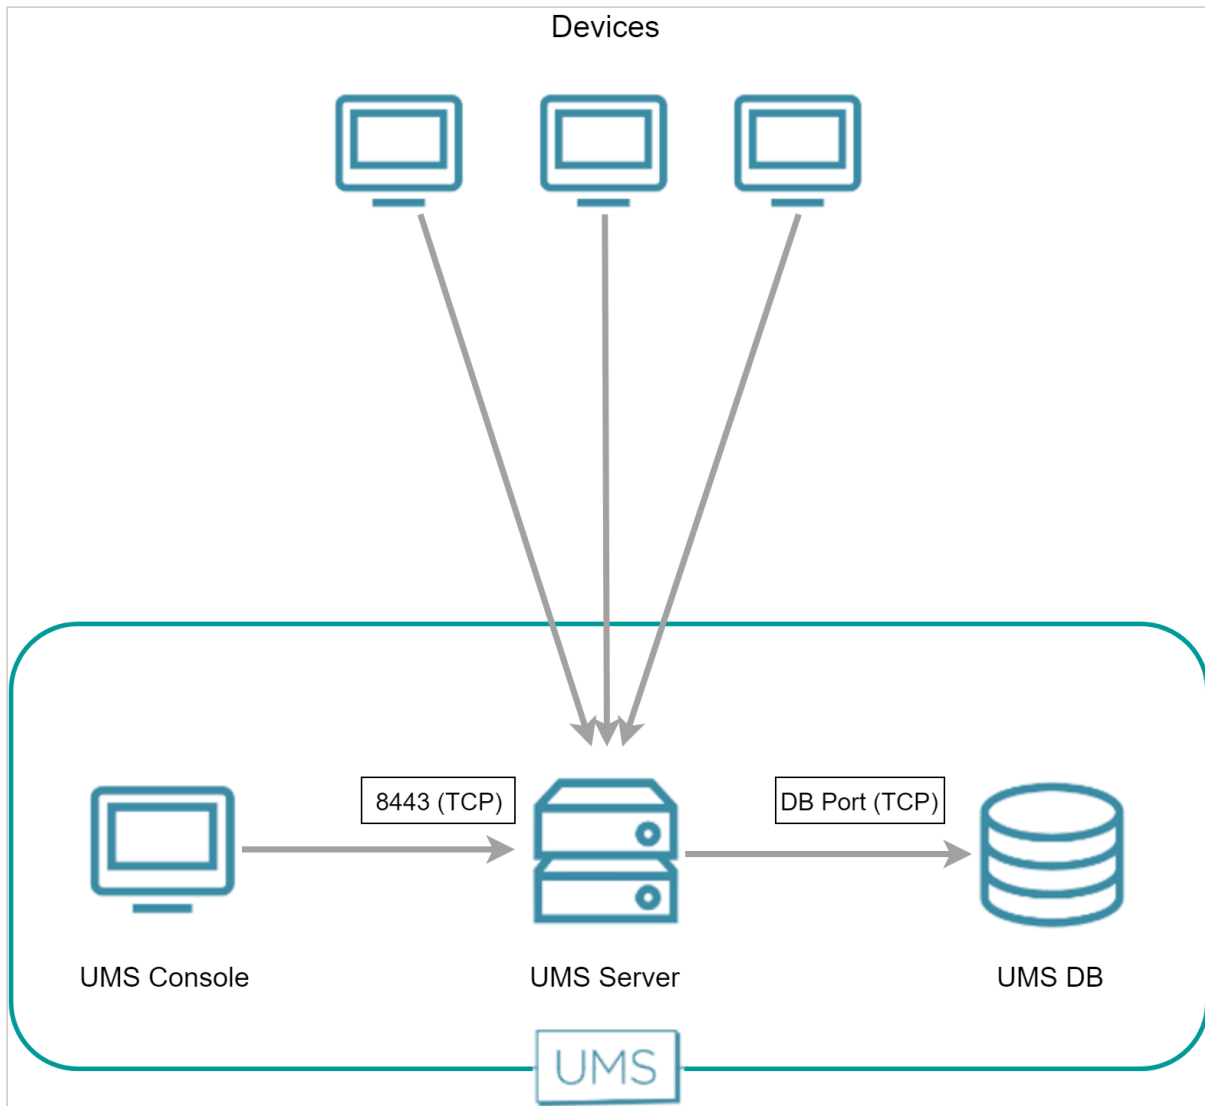 Devices
8443 (TCP)
DB Port (TCP)
UMS Console
UMS Server
UMS DB
UMS